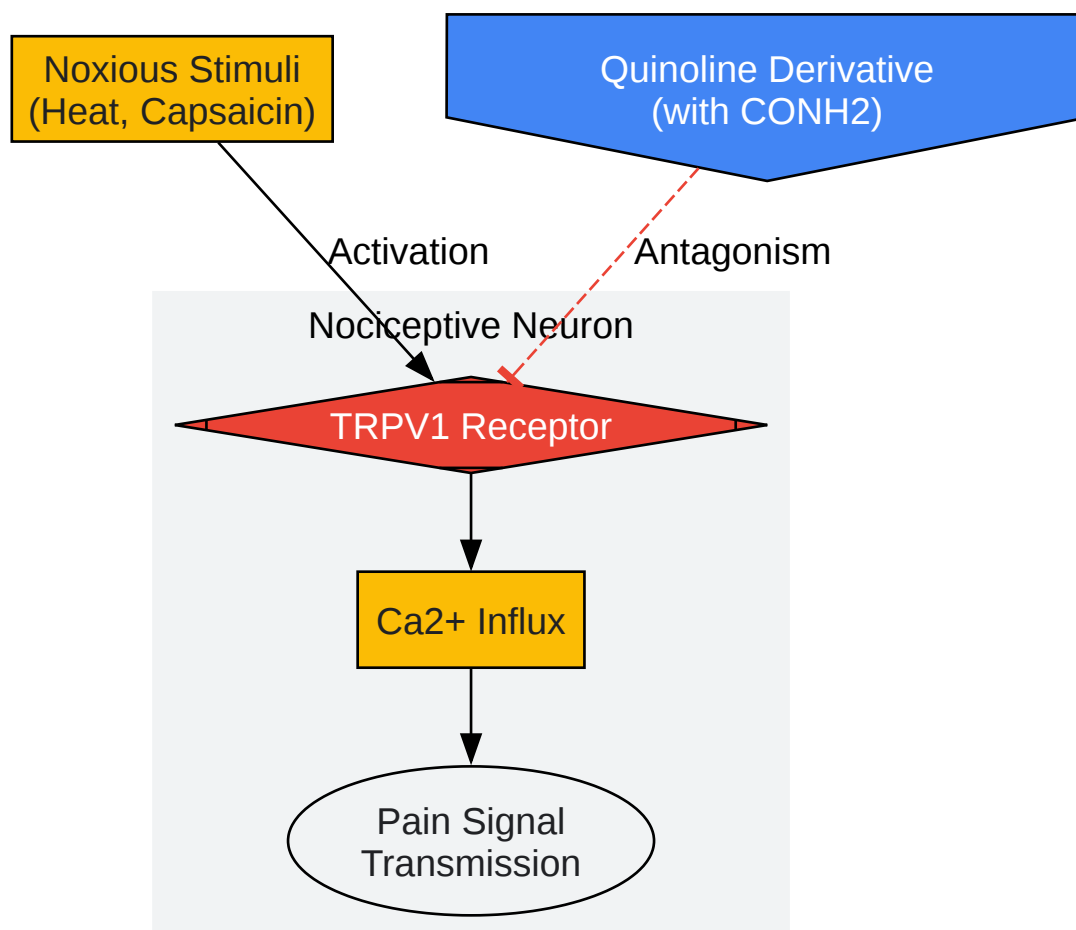 Noxious Stimuli
(Heat, Capsaicin)
Quinoline Derivative
(with CONH2)
Activation
Antagonism
Nociceptive Neuron
TRPV1 Receptor
Ca2+ Influx
Pain Signal
Transmission